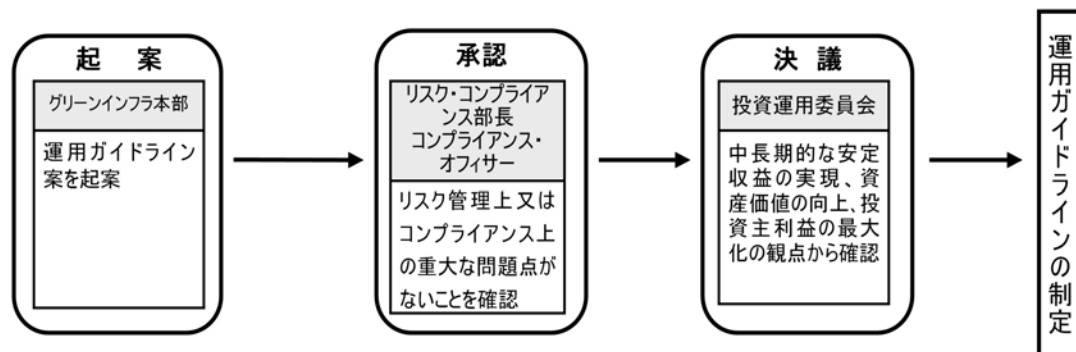 起 案
グリーンインフラ本部
運用ガイドライン
案を起案
承認
リスク・コンプライア
ンス部長
コンプライアンス・
オフィサー
リスク管理上又は
コンプライアンス上
の重大な問題点が
ないことを確認
決 議
投資運用委員会
中長期的な安定
収益の実現、資
産価値の向上、投
資主利益の最大
化の観点から確認
運用ガイドラインの制定